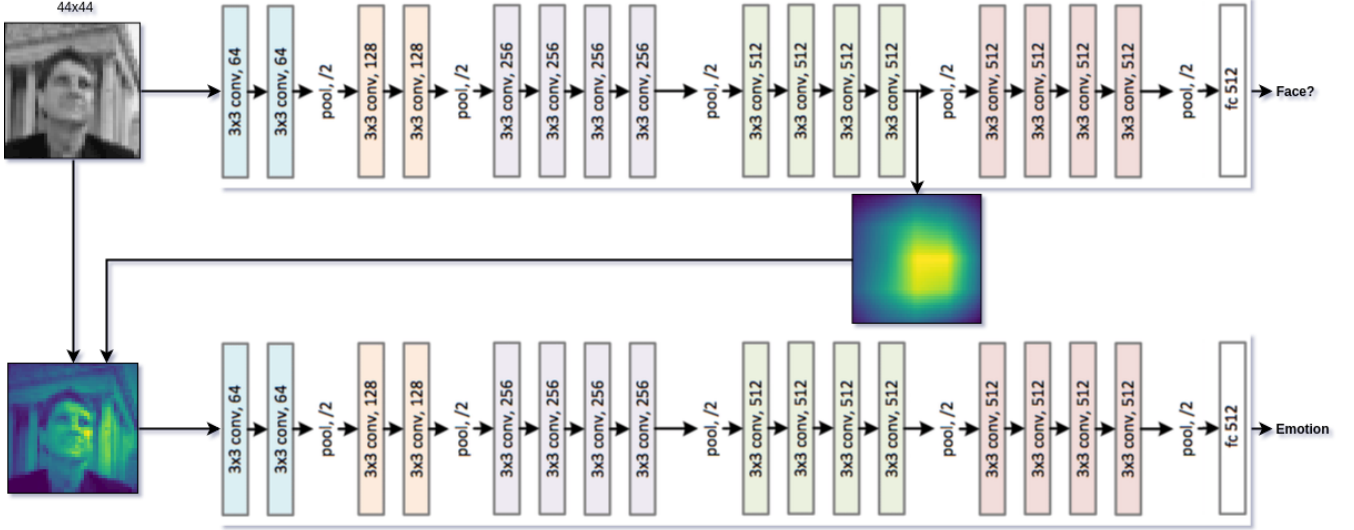 44x44
3x3 conv, 64
3x3 conv, 64
pool, /2
3x3 conv, 128
3x3 conv, 128
pool, /2
3x3 conv, 256
3x3 conv, 256
3x3 conv, 256
3x3 conv, 256
pool, /2
3x3 conv, 512
3x3 conv, 512
3x3 conv, 512
3x3 conv, 512
pool, /2
3x3 conv, 512
3x3 conv, 512
3x3 conv, 512
3x3 conv, 512
pool, /2
fc 512
Face?
3x3 conv, 64
3x3 conv, 64
pool, /2
3x3 conv, 128
3x3 conv, 128
pool, /2
3x3 conv, 256
3x3 conv, 256
3x3 conv, 256
3x3 conv, 256
pool, /2
3x3 conv, 512
3x3 conv, 512
3x3 conv, 512
3x3 conv, 512
pool, /2
3x3 conv, 512
3x3 conv, 512
3x3 conv, 512
3x3 conv, 512
pool, /2
fc 512
Emotion